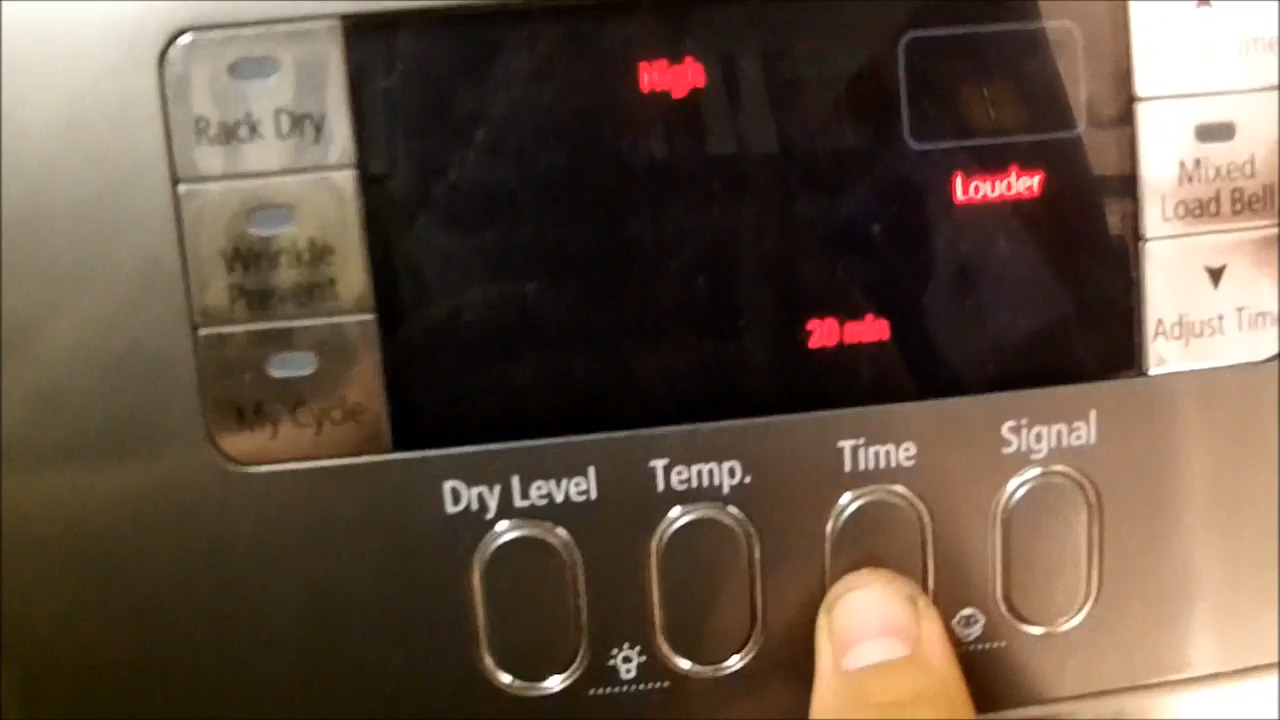 Rack Dry
Wrinkle
Prevent
My Cycle
High
Louder
20 min
Mixed
Load Bell
Adjust Tim
Dry Level
Temp.
Time
Signal